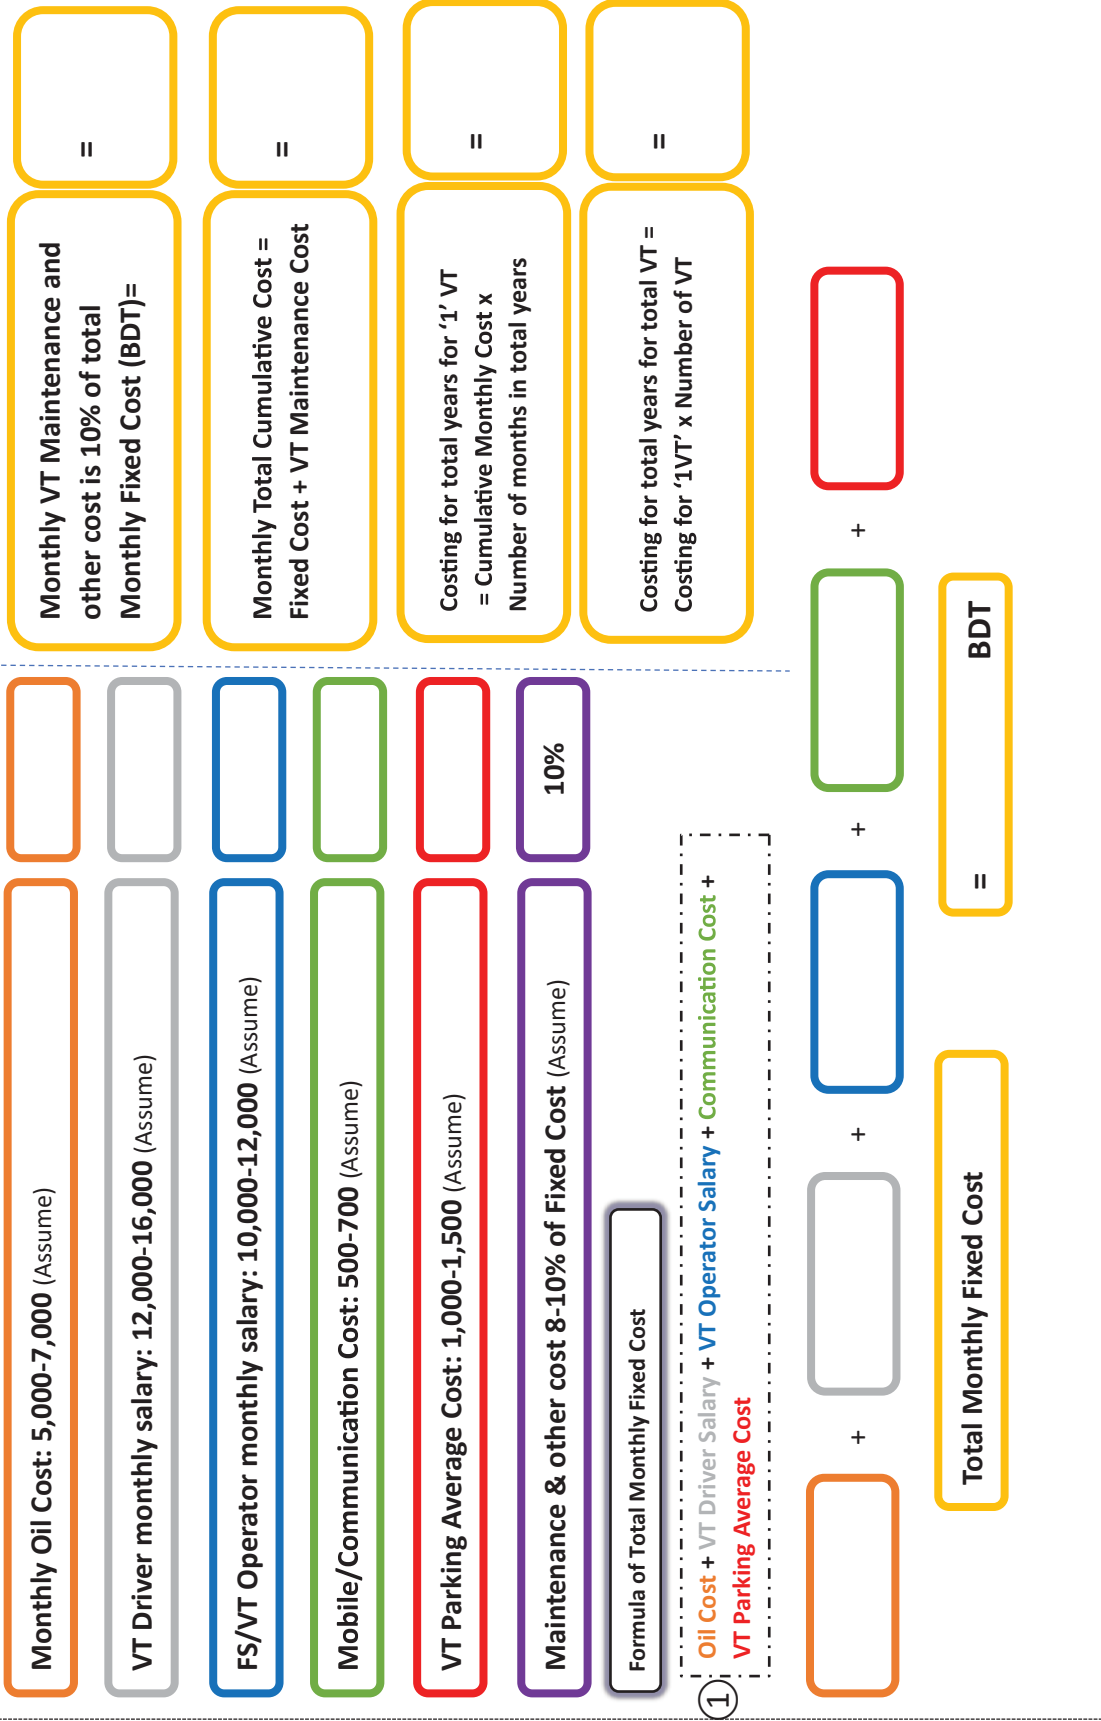 Monthly Oil Cost: 5,000-7,000 (Assume)
VT Driver monthly salary: 12,000-16,000 (Assume)
FS/VT Operator monthly salary: 10,000-12,000 (Assume)
Mobile/Communication Cost: 500-700 (Assume)
VT Parking Average Cost: 1,000-1,500 (Assume)
Maintenance & other cost 8-10% of Fixed Cost (Assume)
10%
Formula of Total Monthly Fixed Cost
1
Oil Cost + VT Driver Salary + VT Operator Salary + Communication Cost +
VT Parking Average Cost
+ + + +
Total Monthly Fixed Cost
= BDT
Monthly VT Maintenance and
other cost is 10% of total
Monthly Fixed Cost (BDT)=
=
Monthly Total Cumulative Cost =
Fixed Cost + VT Maintenance Cost
=
Costing for total years for ‘1’ VT
= Cumulative Monthly Cost x
Number of months in total years
=
Costing for total years for total VT =
Costing for ‘1VT’ x Number of VT
=